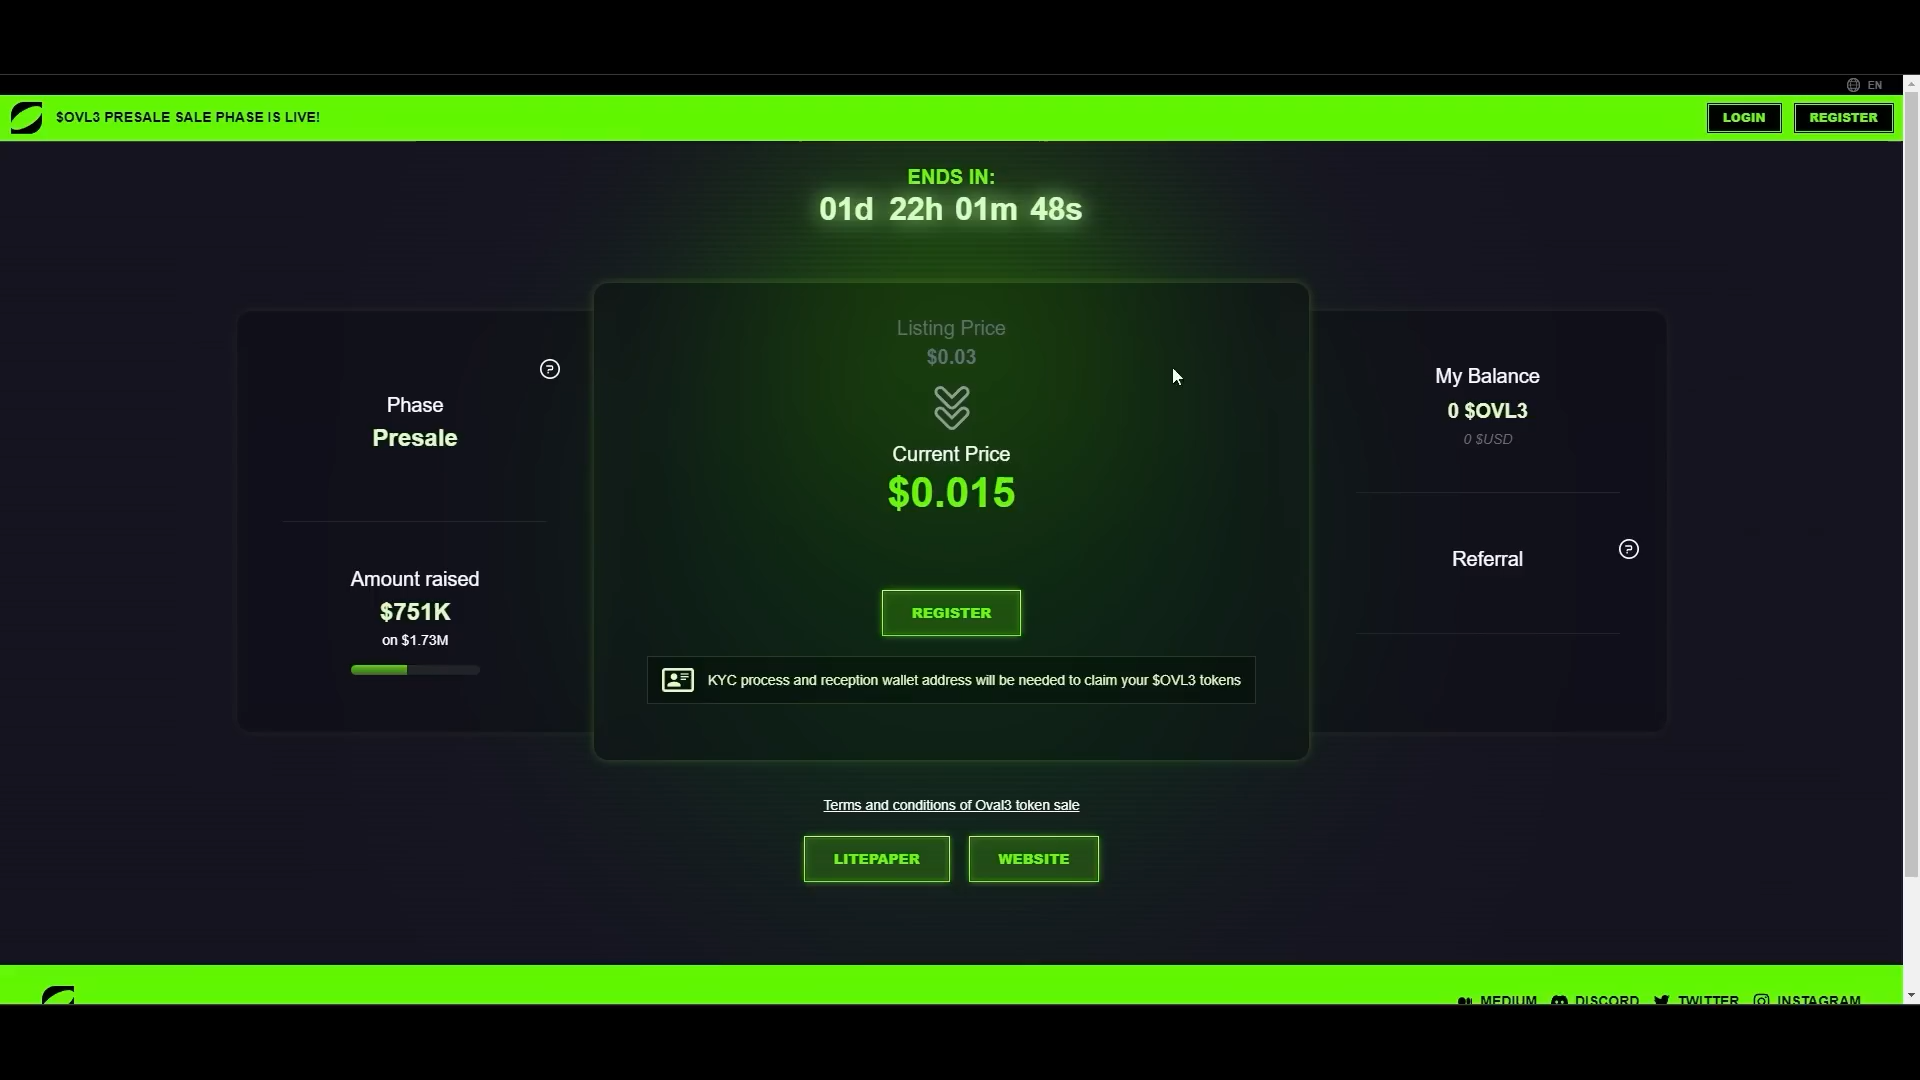 EN
$OVL3 PRESALE SALE PHASE IS LIVE!
LOGIN
REGISTER
ENDS IN:
01d 22h 01m 48s
Phase
Presale
Amount raised
$751K
on $1.73M
Listing Price
$0.03
Current Price
$0.015
REGISTER
KYC process and reception wallet address will be needed to claim your $OVL3 tokens
My Balance
0 $OVL3
0 $USD
Referral
Terms and conditions of Oval3 token sale
LITEPAPER
WEBSITE
MEDIUM
DISCORD
TWITTER
INSTAGRAM